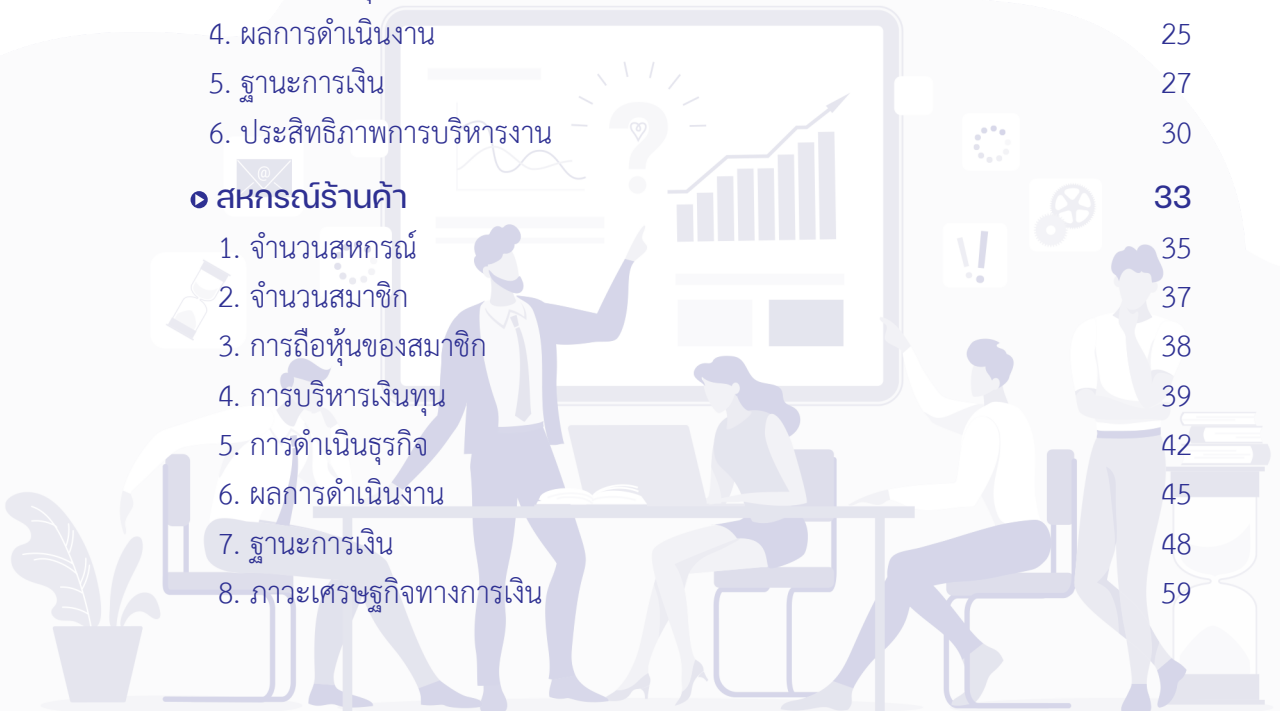 4. ผลการดำเนินงาน 25
5. ฐานะการเงิน 27
6. ประสิทธิภาพการบริหารงาน 30
สหกรณ์ร้านค้า 33
1. จำนวนสหกรณ์ 35
2. จำนวนสมาชิก 37
3. การถือหุ้นของสมาชิก 38
4. การบริหารเงินทุน 39
5. การดำเนินธุรกิจ 42
6. ผลการดำเนินงาน 45
7. ฐานะการเงิน 48
8. ภาวะเศรษฐกิจทางการเงิน 59